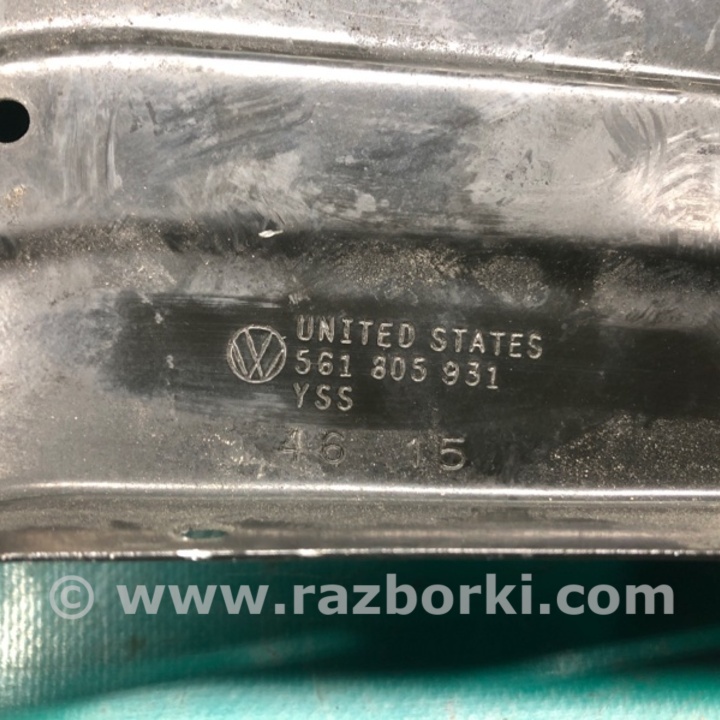 UNITED STATES
561 805 931
YSS
46 15
© www.razborki.com